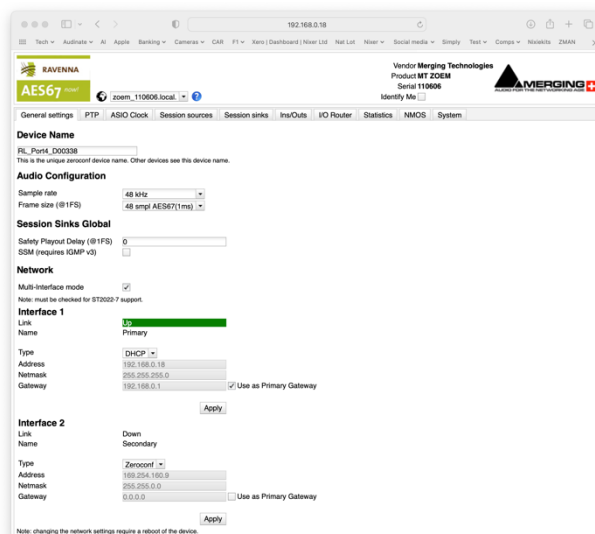 192.168.0.18
Tech Audinate AI Apple Banking Cameras CAR F1 Xero | Dashboard | Nixer Ltd Nat Lot Nixer Social media Simply Test Comps Nixiekits ZMAN
RAVENNA
AES67
zoem_110606.local.
Vendor Merging Technologies
Product MT ZOEM
Serial 110606
Identify Me
MERGING
AUDIO FOR THE NETWORKING AGE
General settings PTP ASIO Clock Session sources Session sinks Ins/Outs I/O Router Statistics NMOS System
Device Name
RL_Port4_D00338
This is the unique zeroconf device name. Other devices see this device name.
Audio Configuration
Sample rate 48 kHz
Frame size (@1FS) 48 smpl AES67(1ms)
Session Sinks Global
Safety Playout Delay (@1FS) 0
SSM (requires IGMP v3)
Network
Multi-Interface mode
Note: must be checked for ST2022-7 support.
Interface 1
Link Up
Name Primary
Type DHCP
Address 192.168.0.18
Netmask 255.255.255.0
Gateway 192.168.0.1 Use as Primary Gateway
Apply
Interface 2
Link Down
Name Secondary
Type Zeroconf
Address 169.254.160.9
Netmask 255.255.0.0
Gateway 0.0.0.0 Use as Primary Gateway
Apply
Note: changing the network settings require a reboot of the device.